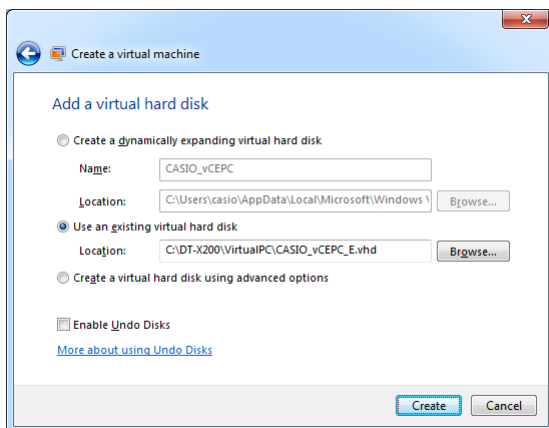 Create a virtual machine
Add a virtual hard disk
Create a dynamically expanding virtual hard disk
Name: CASIO_vCEPC
Location: C:\Users\casio\AppData\Local\Microsoft\Windows Browse...
Use an existing virtual hard disk
Location: C:\DT-X200\VirtualPC\CASIO_vCEPC_E.vhd Browse...
Create a virtual hard disk using advanced options
Enable Undo Disks
More about using Undo Disks
Create Cancel